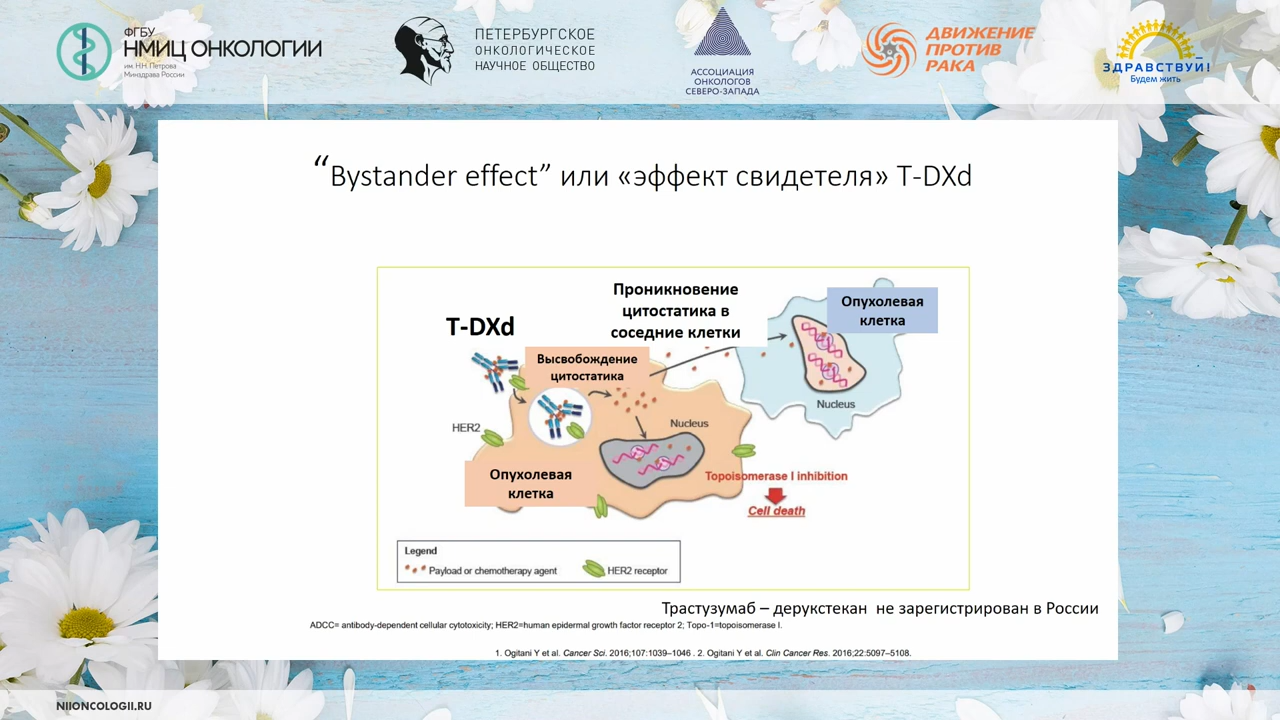 ФГБУ
НМИЦ ОНКОЛОГИИ
им. Н.Н. Петрова
Минздрава России
ПЕТЕРБУРГСКОЕ
ОНКОЛОГИЧЕСКОЕ
НАУЧНОЕ ОБЩЕСТВО
АССОЦИАЦИЯ
ОНКОЛОГОВ
СЕВЕРО-ЗАПАДА
ДВИЖЕНИЕ
ПРОТИВ
РАКА
ЗДРАВСТВУЙ!
Будем жить
“Bystander effect” или «эффект свидетеля» T-DXd
Проникновение
цитостатика в
соседние клетки
Опухолевая
клетка
T-DXd
Высвобождение
цитостатика
Nucleus
HER2
Nucleus
Опухолевая
клетка
Topoisomerase I inhibition
Cell death
Legend
Payload or chemotherapy agent
HER2 receptor
Трастузумаб – дерукстекан не зарегистрирован в России
ADCC= antibody-dependent cellular cytotoxicity; HER2=human epidermal growth factor receptor 2; Topo-1=topoisomerase I.
1. Ogitani Y et al. Cancer Sci. 2016;107:1039–1046 . 2. Ogitani Y et al. Clin Cancer Res. 2016;22:5097–5108.
NIIONCOLOGII.RU